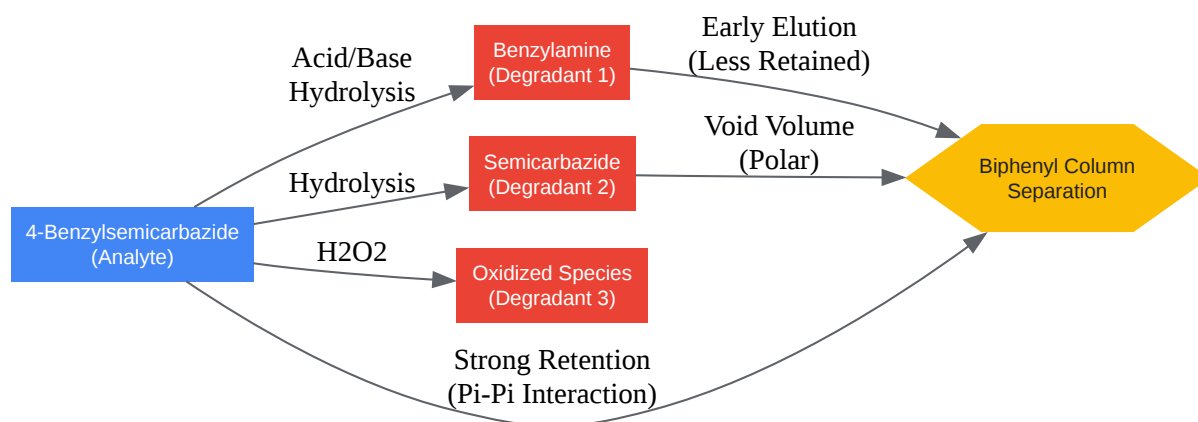 Early Elution
(Less Retained)
Acid/Base
Hydrolysis
Benzylamine
(Degradant 1)
Void Volume
(Polar)
Hydrolysis
Semicarbazide
(Degradant 2)
Biphenyl Column
Separation
4-Benzylsemicarbazide
(Analyte)
H2O2
Oxidized Species
(Degradant 3)
Strong Retention
(Pi-Pi Interaction)